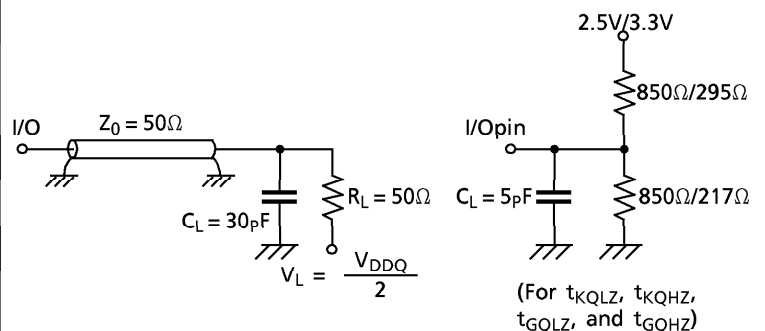 2.5V/3.3V
850Ω/295Ω
I/O
Z0 = 50Ω
I/Opin
RL = 50Ω
CL = 5pF
850Ω/217Ω
CL = 30pF
VL = VDDQ
2
(For tKQLZ, tKQHZ,
tGQLZ, and tGQHZ)